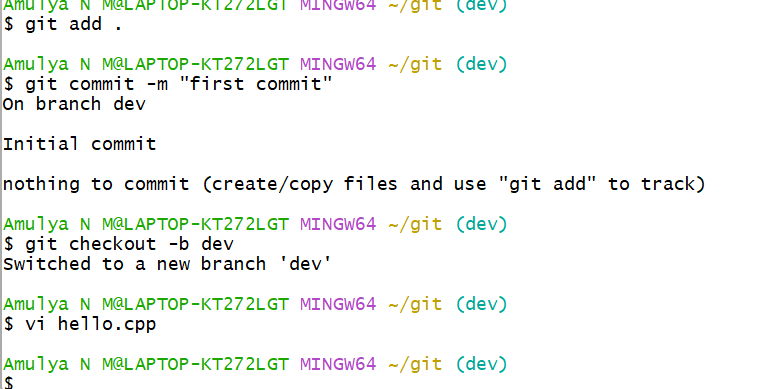 Amulya N M@LAPTOP-KT272LGT MINGW64 ~/git (dev)
$ git add .
Amulya N M@LAPTOP-KT272LGT MINGW64 ~/git (dev)
$ git commit -m "first commit"
On branch dev
Initial commit
nothing to commit (create/copy files and use "git add" to track)
Amulya N M@LAPTOP-KT272LGT MINGW64 ~/git (dev)
$ git checkout -b dev
Switched to a new branch 'dev'
Amulya N M@LAPTOP-KT272LGT MINGW64 ~/git (dev)
$ vi hello.cpp
Amulya N M@LAPTOP-KT272LGT MINGW64 ~/git (dev)
$